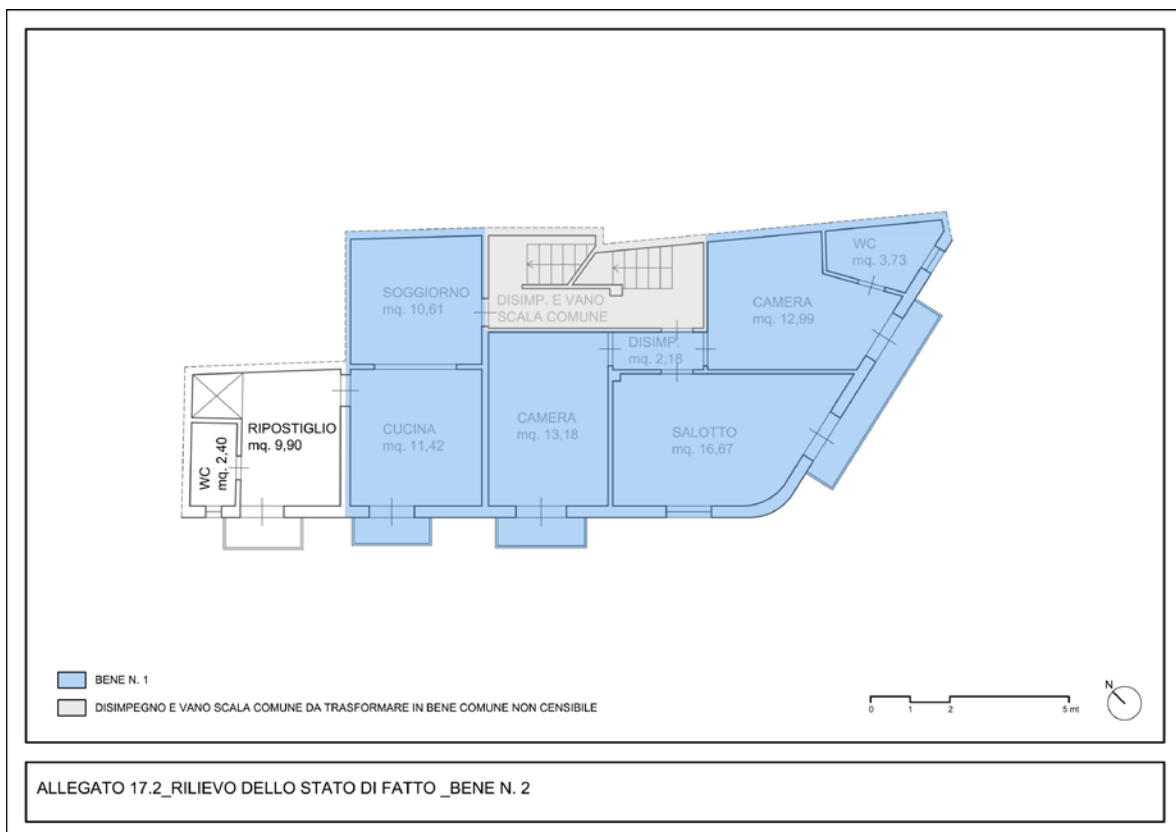 WC
mq. 3,73
SOGGIORNO
mq. 10,61
DISIMP. E VANO
SCALA COMUNE
CAMERA
mq. 12,99
DISIMP.
mq. 2,18
RIPOSTIGLIO
mq. 9,90
WC
mq. 2,40
CUCINA
mq. 11,42
CAMERA
mq. 13,18
SALOTTO
mq. 16,67
BENE N. 1
DISIMPEGNO E VANO SCALA COMUNE DA TRASFORMARE IN BENE COMUNE NON CENSIBILE
0 1 2 5 mt
N
ALLEGATO 17.2_RILIEVO DELLO STATO DI FATTO _BENE N. 2